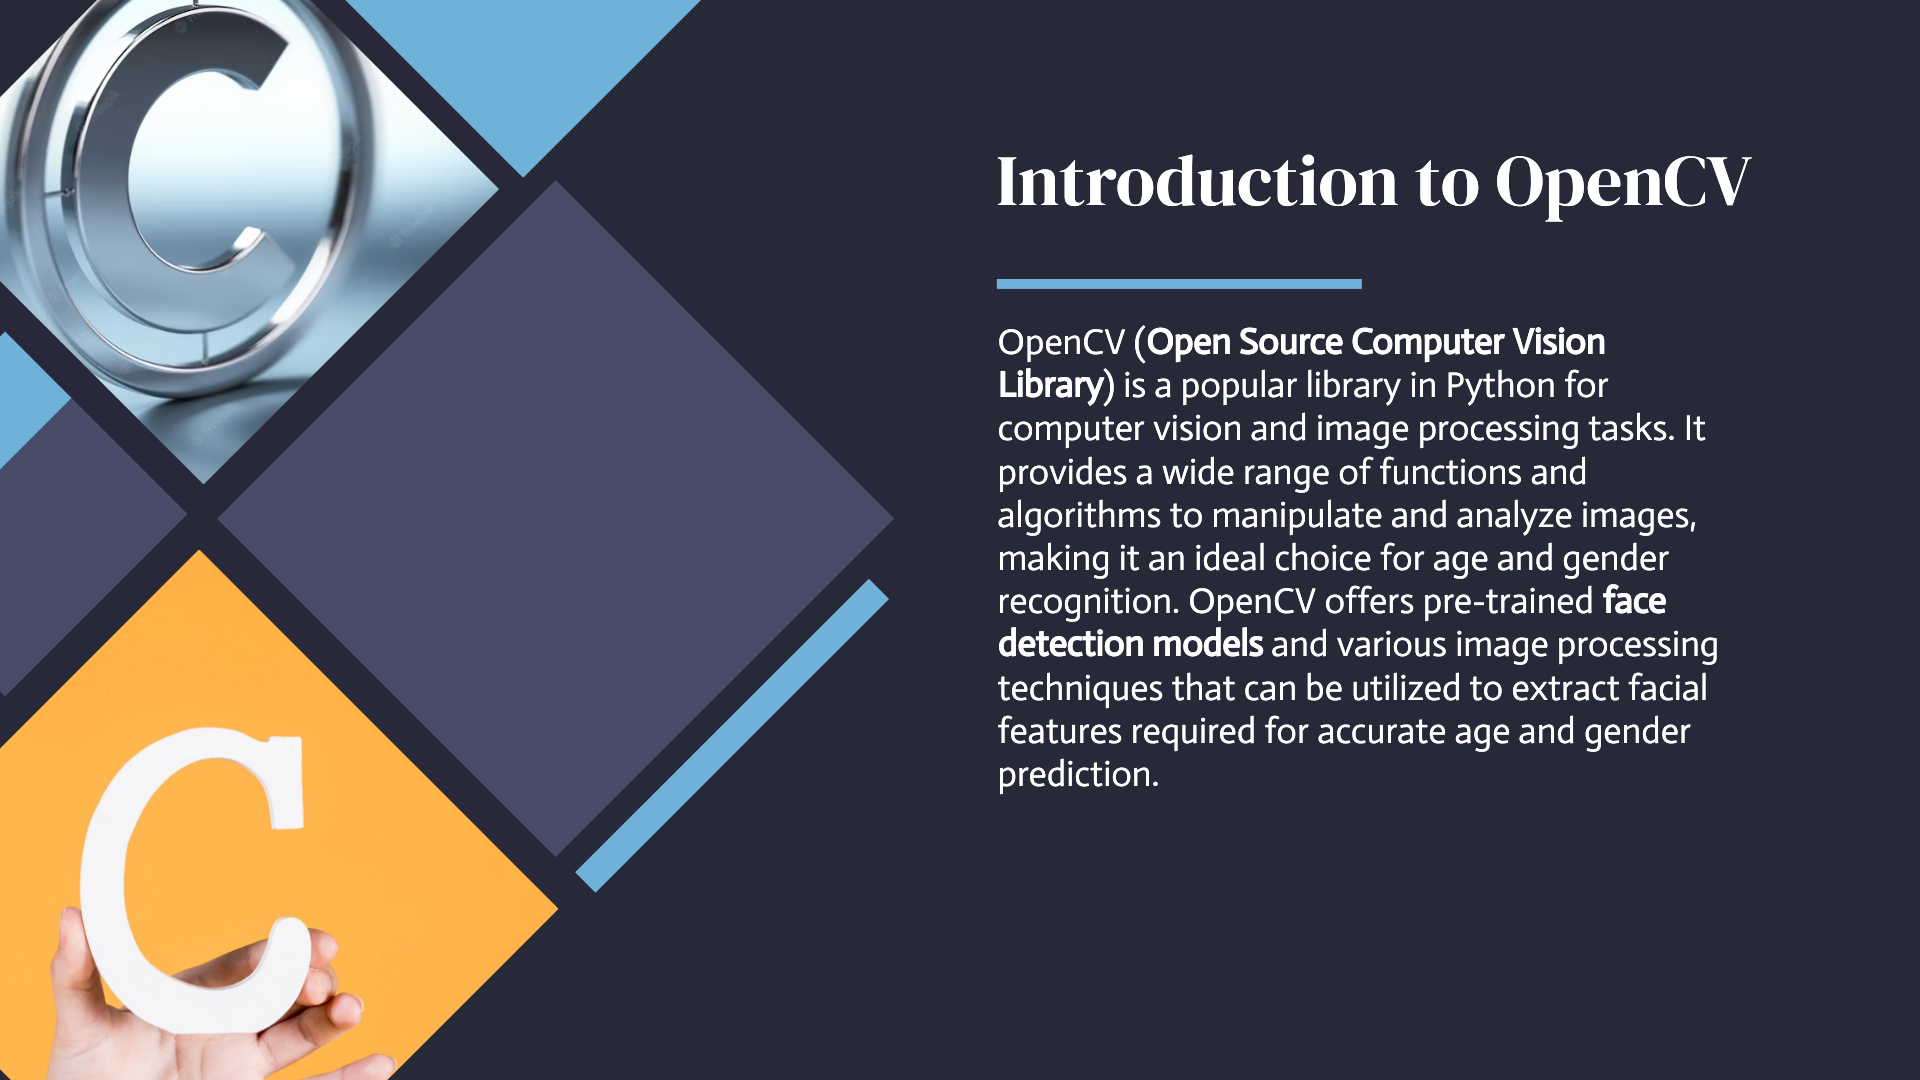 Introduction to OpenCV
OpenCV (Open Source Computer Vision
Library) is a popular library in Python for
computer vision and image processing tasks. It
provides a wide range of functions and
algorithms to manipulate and analyze images,
making it an ideal choice for age and gender
recognition. OpenCV offers pre-trained face
detection models and various image processing
techniques that can be utilized to extract facial
features required for accurate age and gender
prediction.
C
C